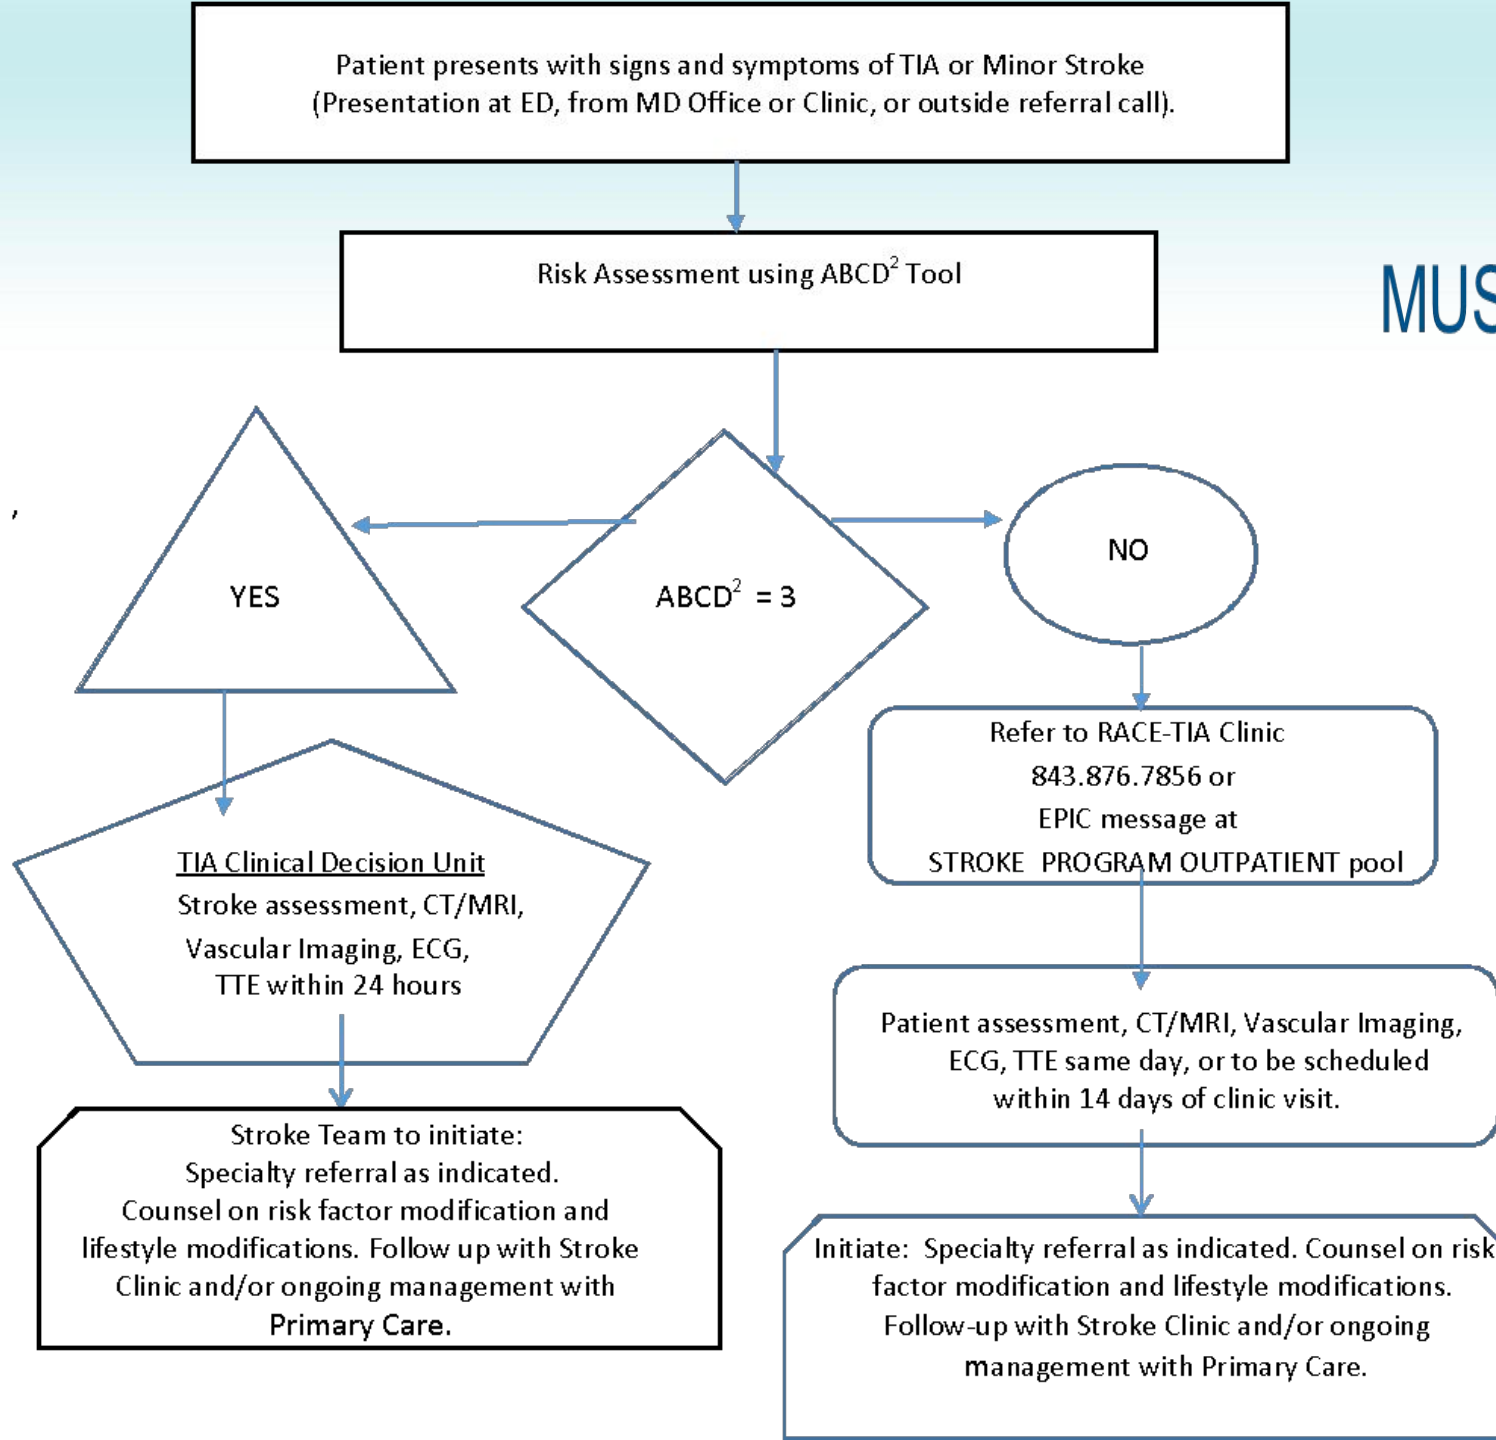 Patient presents with signs and symptoms of TIA or Minor Stroke
(Presentation at ED, from MD Office or Clinic, or outside referral call).
Risk Assessment using ABCD² Tool
MUS
,
YES
ABCD² = 3
NO
TIA Clinical Decision Unit
Stroke assessment, CT/MRI,
Vascular Imaging, ECG,
TTE within 24 hours
Stroke Team to initiate:
Specialty referral as indicated.
Counsel on risk factor modification and
lifestyle modifications. Follow up with Stroke
Clinic and/or ongoing management with
Primary Care.
Refer to RACE-TIA Clinic
843.876.7856 or
EPIC message at
STROKE PROGRAM OUTPATIENT pool
Patient assessment, CT/MRI, Vascular Imaging,
ECG, TTE same day, or to be scheduled
within 14 days of clinic visit.
Initiate: Specialty referral as indicated. Counsel on risk
factor modification and lifestyle modifications.
Follow-up with Stroke Clinic and/or ongoing
management with Primary Care.